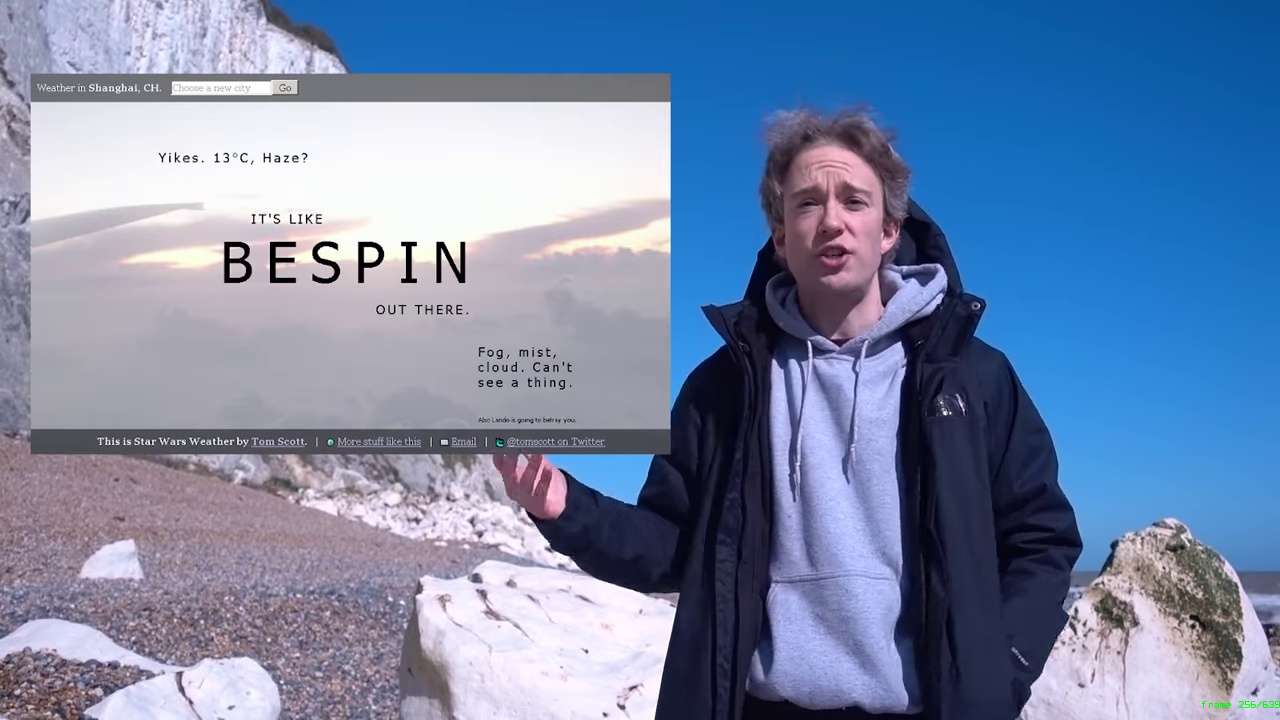 Weather in Shanghai, CH. Choose a new city Go
Yikes. 13°C, Haze?
IT'S LIKE
BESPIN
OUT THERE.
Fog, mist,
cloud. Can't
see a thing.
Also Lando is going to betray you.
This is Star Wars Weather by Tom Scott. | More stuff like this | Email | @tomscott on Twitter
frame 256/639